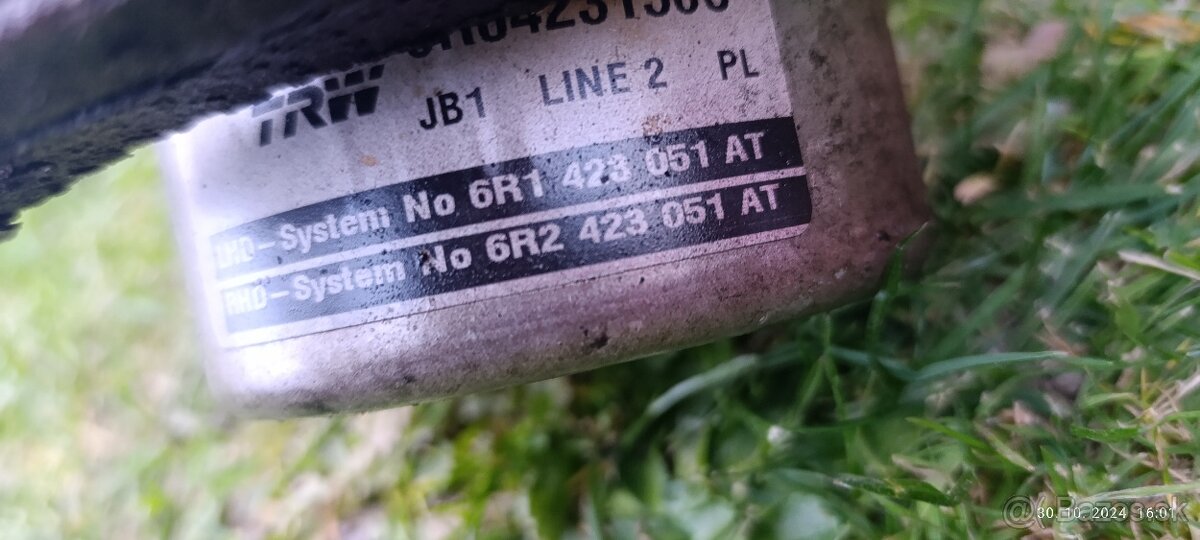 TRW JB1 LINE 2 PL
LHD-System No 6R1 423 051 AT
RHD-System No 6R2 423 051 AT
30. 10. 2024 16:01